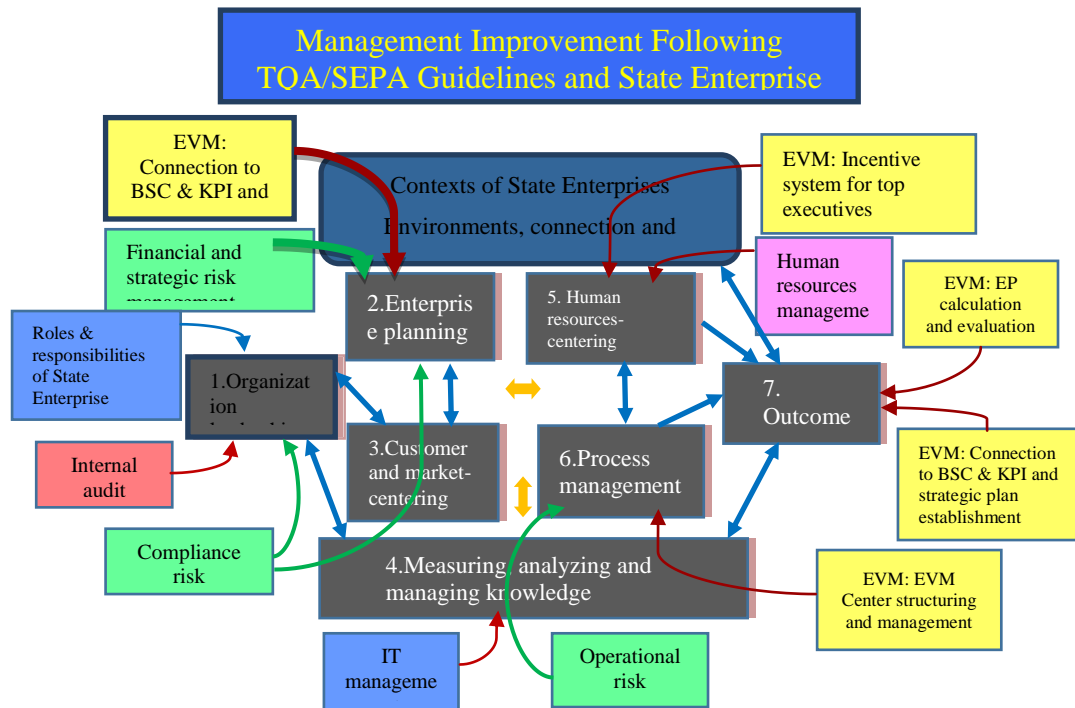 Management Improvement Following
TQA/SEPA Guidelines and State Enterprise
EVM:
Connection to
BSC & KPI and
Contexts of State Enterprises
Environments, connection and
EVM: Incentive
system for top
executives
Financial and
strategic risk
management
Human
resources
manageme
2.Enterpris
e planning
5. Human
resources-
centering
EVM: EP
calculation
and evaluation
Roles &
responsibilities
of State
Enterprise
1.Organizat
ion
7.
Outcome
3.Customer
and market-
centering
6.Process
management
Internal
audit
EVM: Connection
to BSC & KPI and
strategic plan
establishment
Compliance
risk
4.Measuring, analyzing and
managing knowledge
EVM: EVM
Center structuring
and management
IT
manageme
Operational
risk